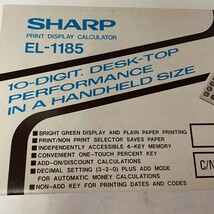 SHARP
PRINT/DISPLAY CALCULATOR
EL-1185
10-DIGIT, DESK-TOP
PERFORMANCE
IN A HANDHELD SIZE
■ BRIGHT GREEN DISPLAY AND PLAIN PAPER PRINTING
■ PRINT/NON PRINT SELECTOR SAVES PAPER
■ INDEPENDENTLY ACCESSIBLE 4-KEY MEMORY
■ CONVENIENT ONE-TOUCH PERCENT KEY
■ ADD-ON/DISCOUNT CALCULATIONS
■ DECIMAL SETTING (3-2-0) PLUS ADD MODE
FOR AUTOMATIC MONEY CALCULATIONS
■ NON-ADD KEY FOR PRINTING DATES AND CODES
C/N